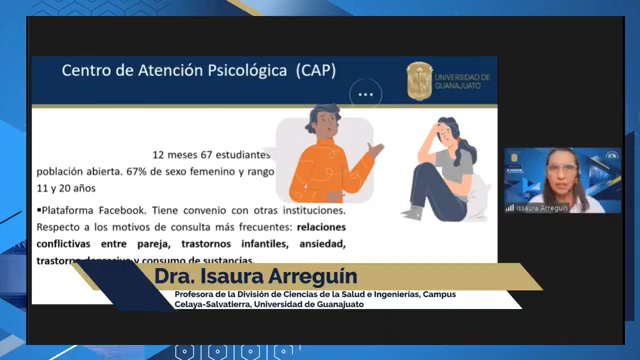 Centro de Atención Psicológica (CAP)
UNIVERSIDAD DE
GUANAJUATO
12 meses 67 estudiantes
población abierta. 67% de sexo femenino y rango
11 y 20 años
▪Plataforma Facebook. Tiene convenio con otras instituciones.
Respecto a los motivos de consulta más frecuentes: relaciones
conflictivas entre pareja, trastornos infantiles, ansiedad,
trastorno depresivo y consumo de sustancias.
Issaura Arreguin
Dra. Isaura Arreguín
Profesora de la División de Ciencias de la Salud e Ingenierías, Campus
Celaya-Salvatierra, Universidad de Guanajuato